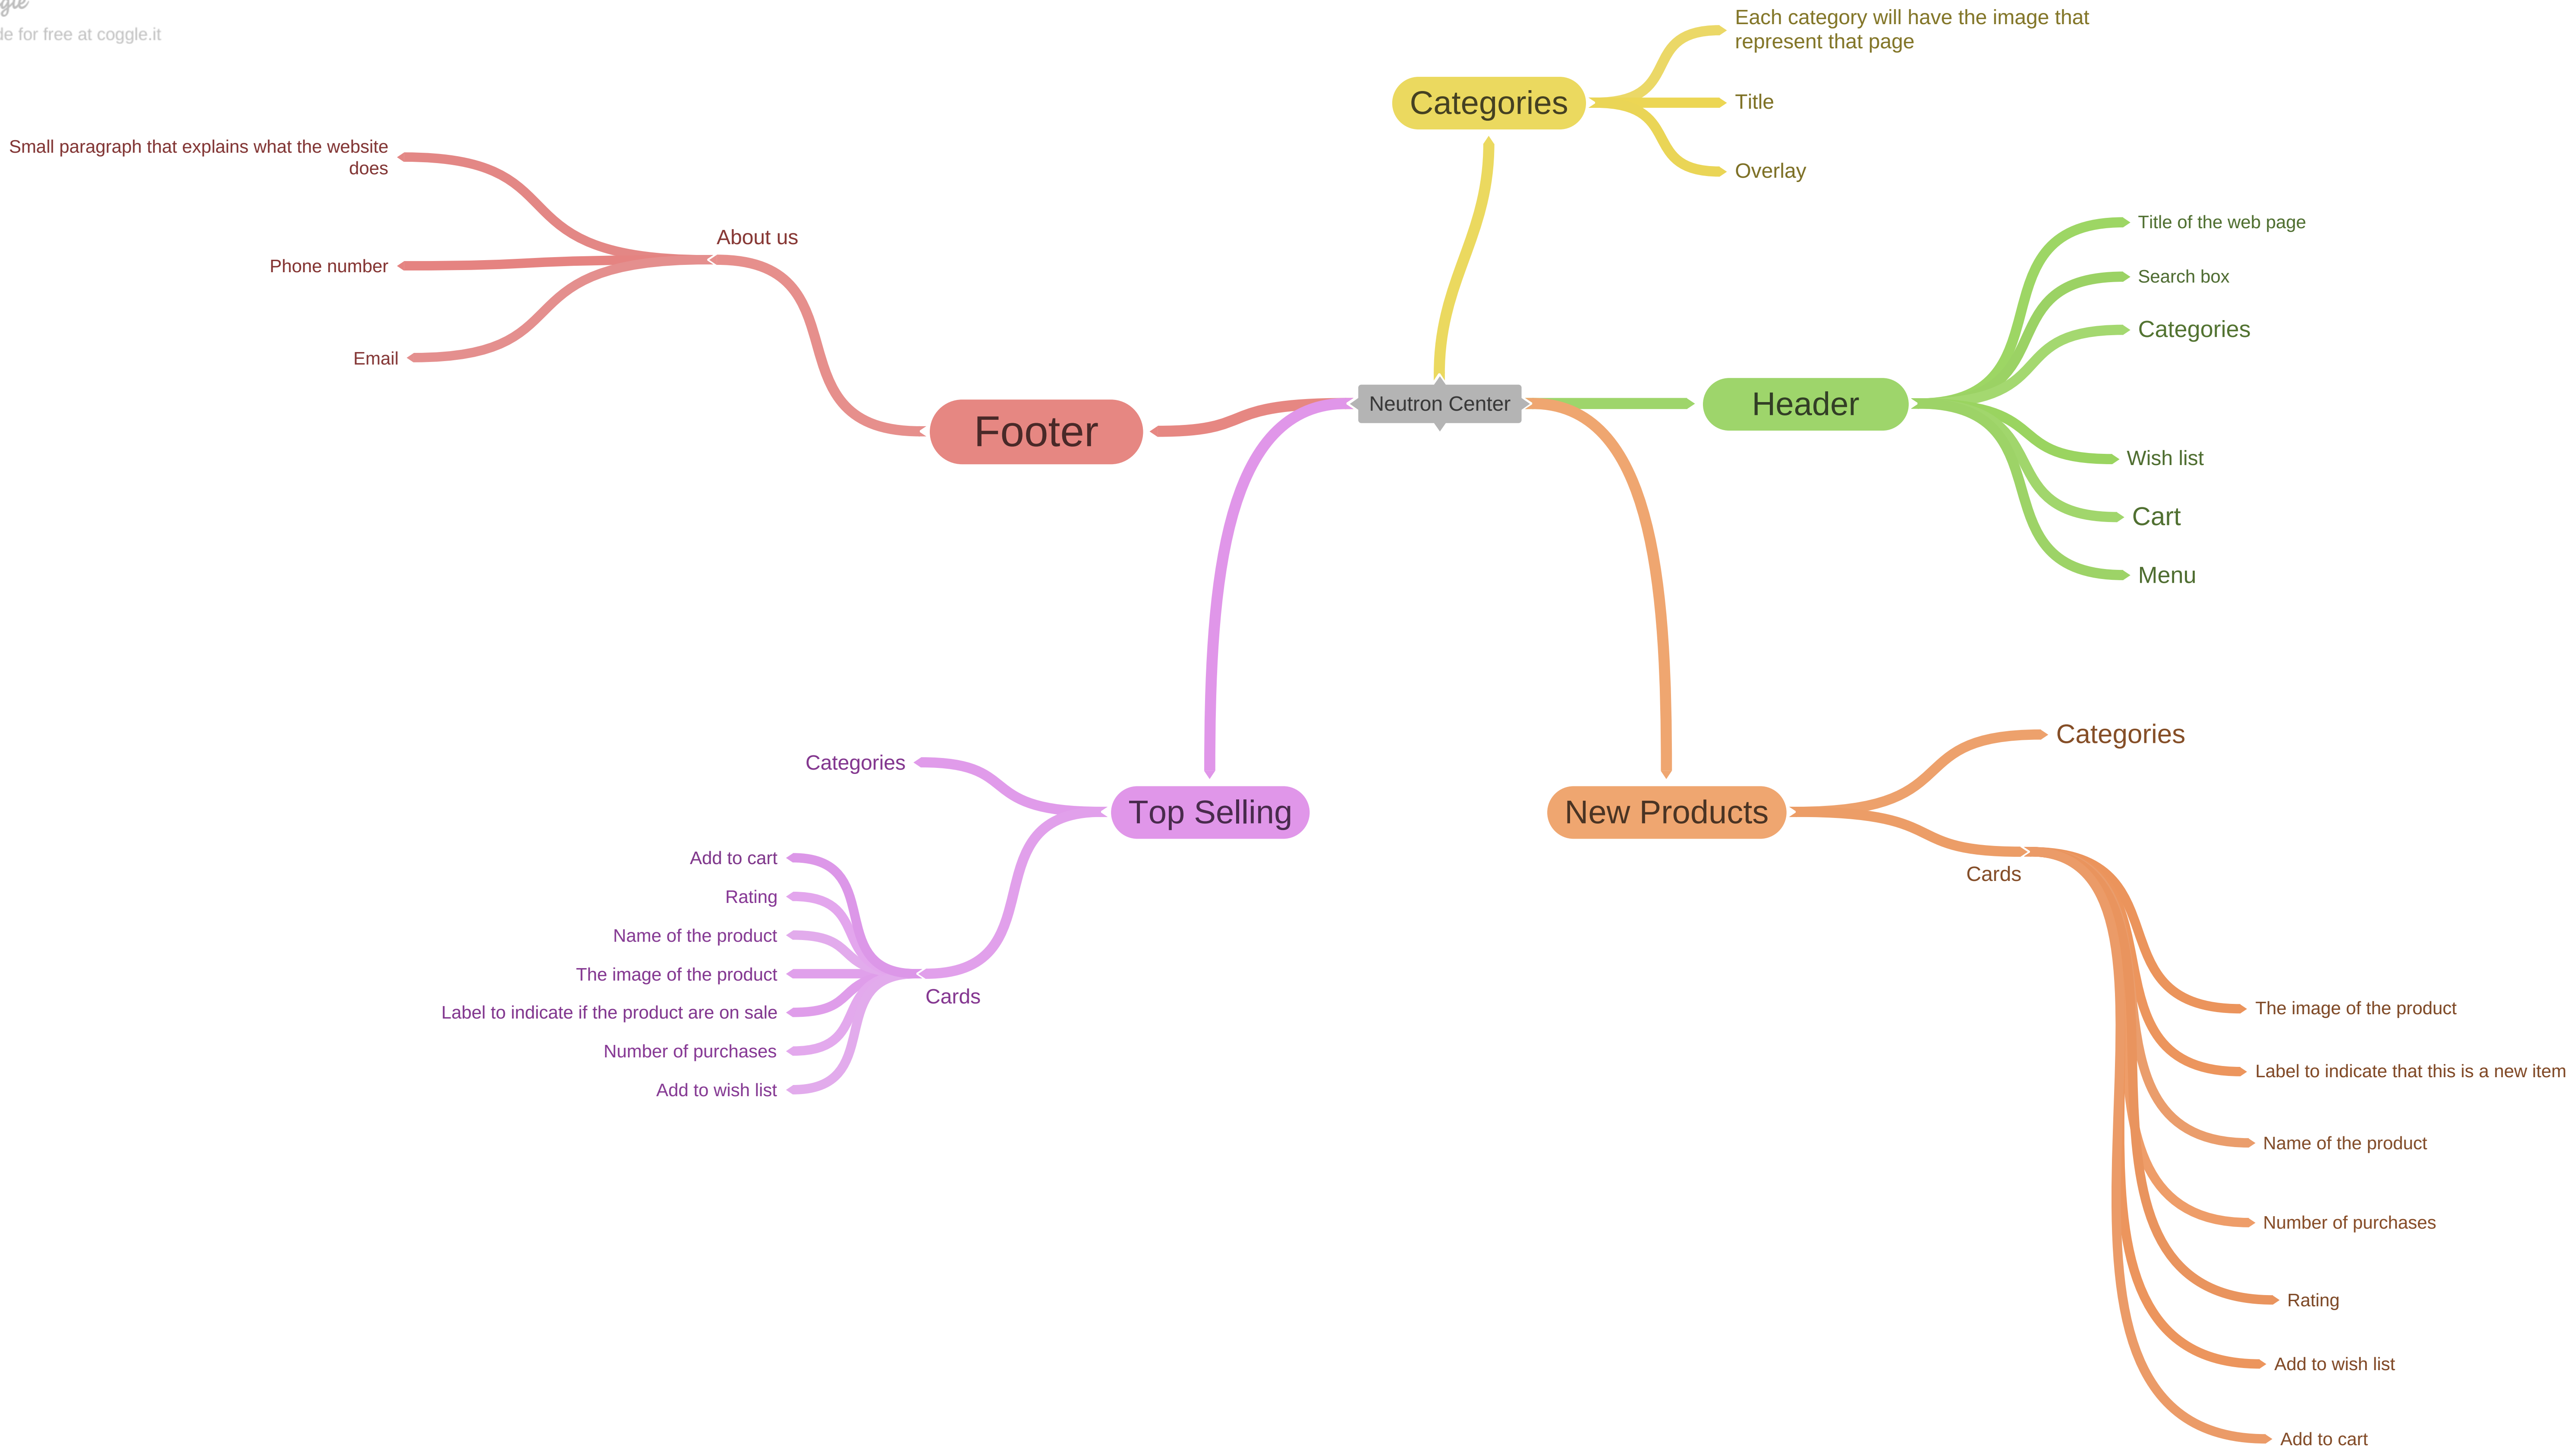 for free at coggle.it
Each category will have the image that
represent that page
Categories
Title
Overlay
Small paragraph that explains what the website
does
About us
Phone number
Email
Footer
Neutron Center
Header
Title of the web page
Search box
Categories
Wish list
Cart
Menu
Top Selling
Categories
Cards
Add to cart
Rating
Name of the product
The image of the product
Label to indicate if the product are on sale
Number of purchases
Add to wish list
New Products
Categories
Cards
The image of the product
Label to indicate that this is a new item
Name of the product
Number of purchases
Rating
Add to wish list
Add to cart